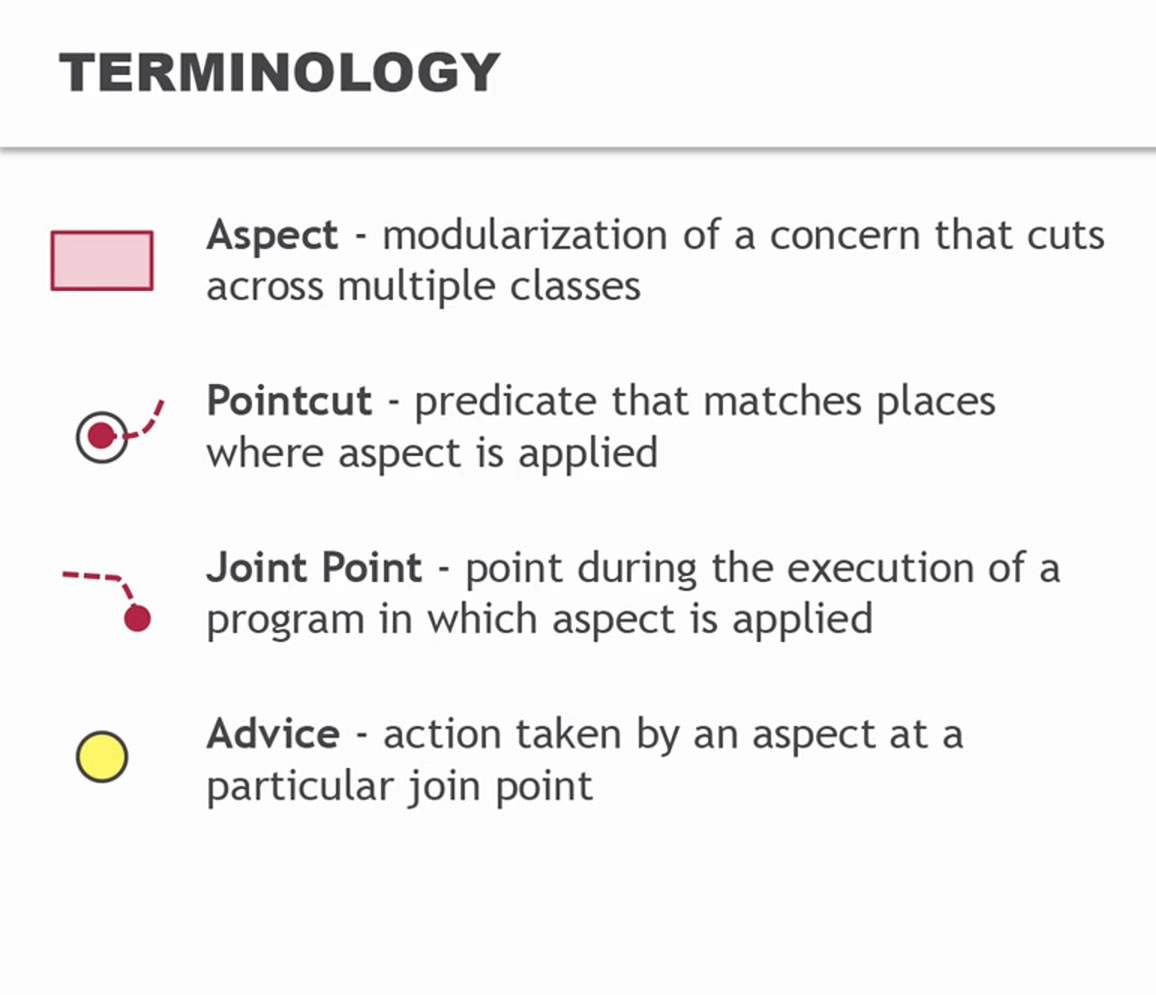 TERMINOLOGY
Aspect - modularization of a concern that cuts
across multiple classes
Pointcut - predicate that matches places
where aspect is applied
Joint Point - point during the execution of a
program in which aspect is applied
Advice - action taken by an aspect at a
particular join point